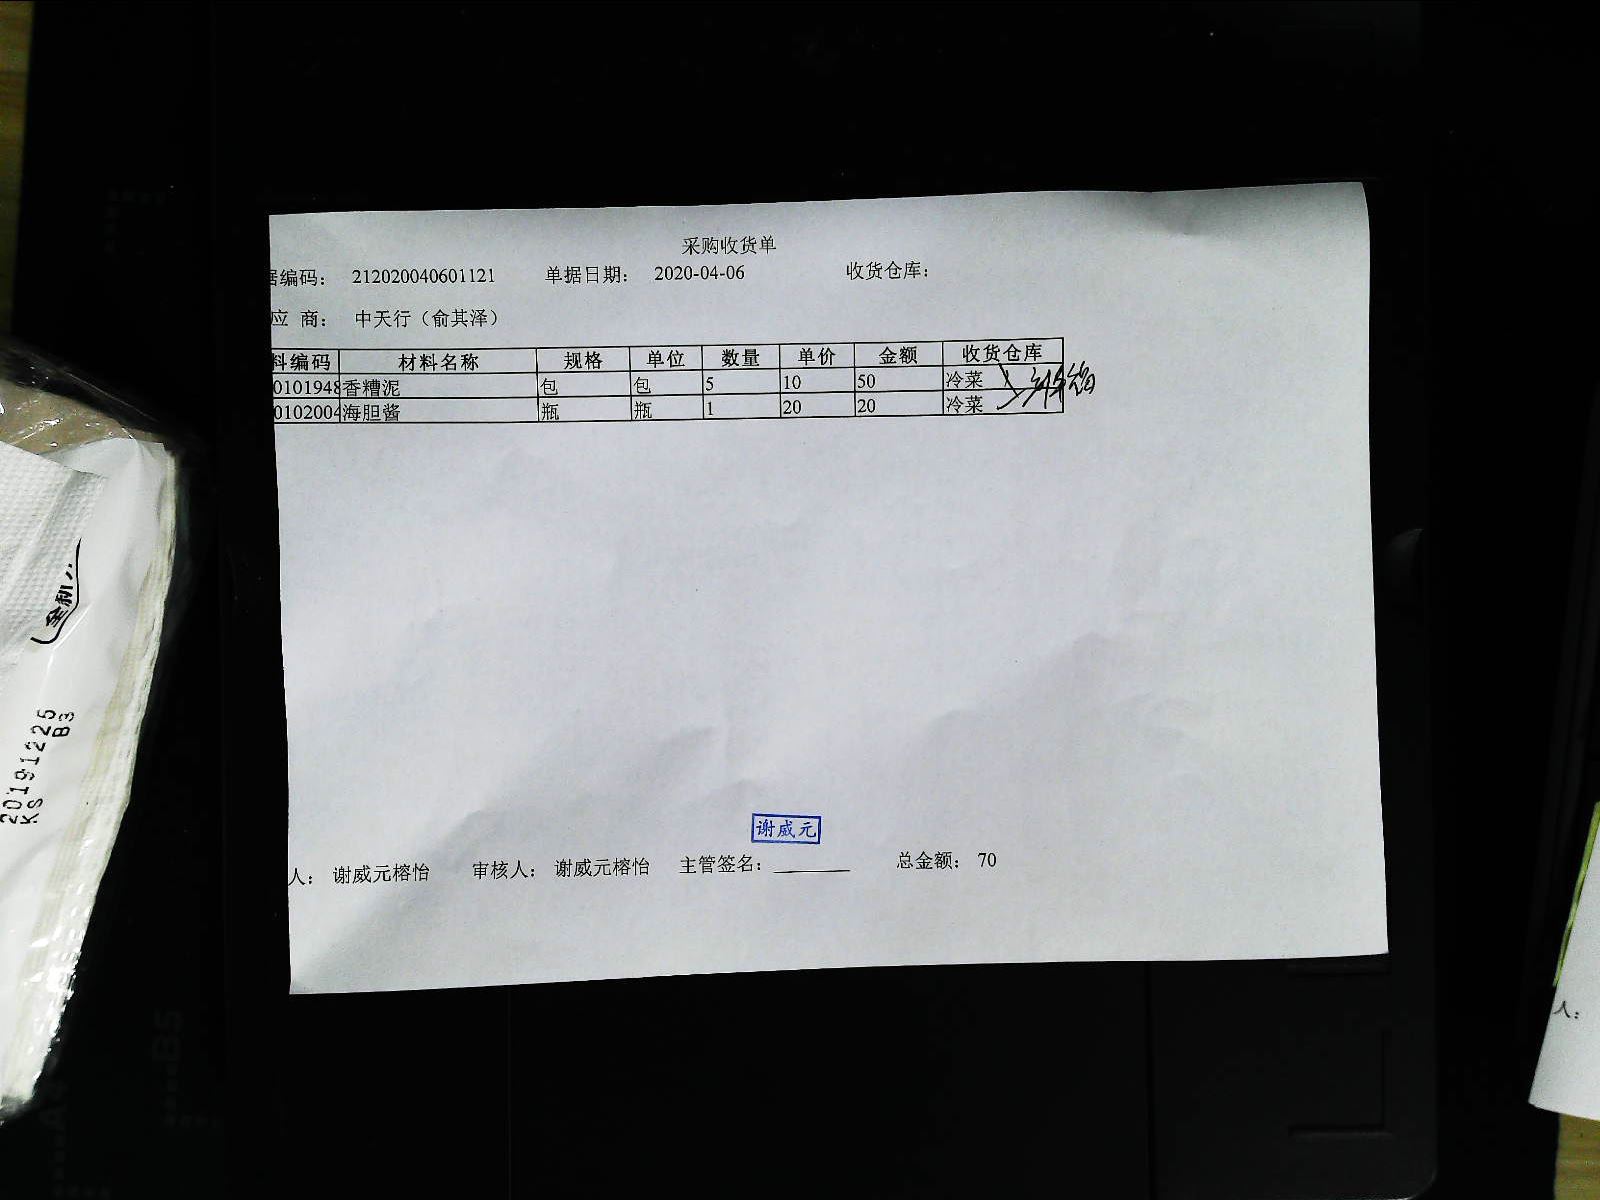 采购收货单
据编码： 212020040601121 单据日期： 2020-04-06 收货仓库：
应 商： 中天行（俞其泽）
料编码 材料名称 规格 单位 数量 单价 金额 收货仓库
0101948 香糟泥 包 包 5 10 50 冷菜
0102004 海胆酱 瓶 瓶 1 20 20 冷菜
谢威元
人： 谢威元榕怡 审核人： 谢威元榕怡 主管签名： 总金额： 70
20191225
KS B3
人：
B5